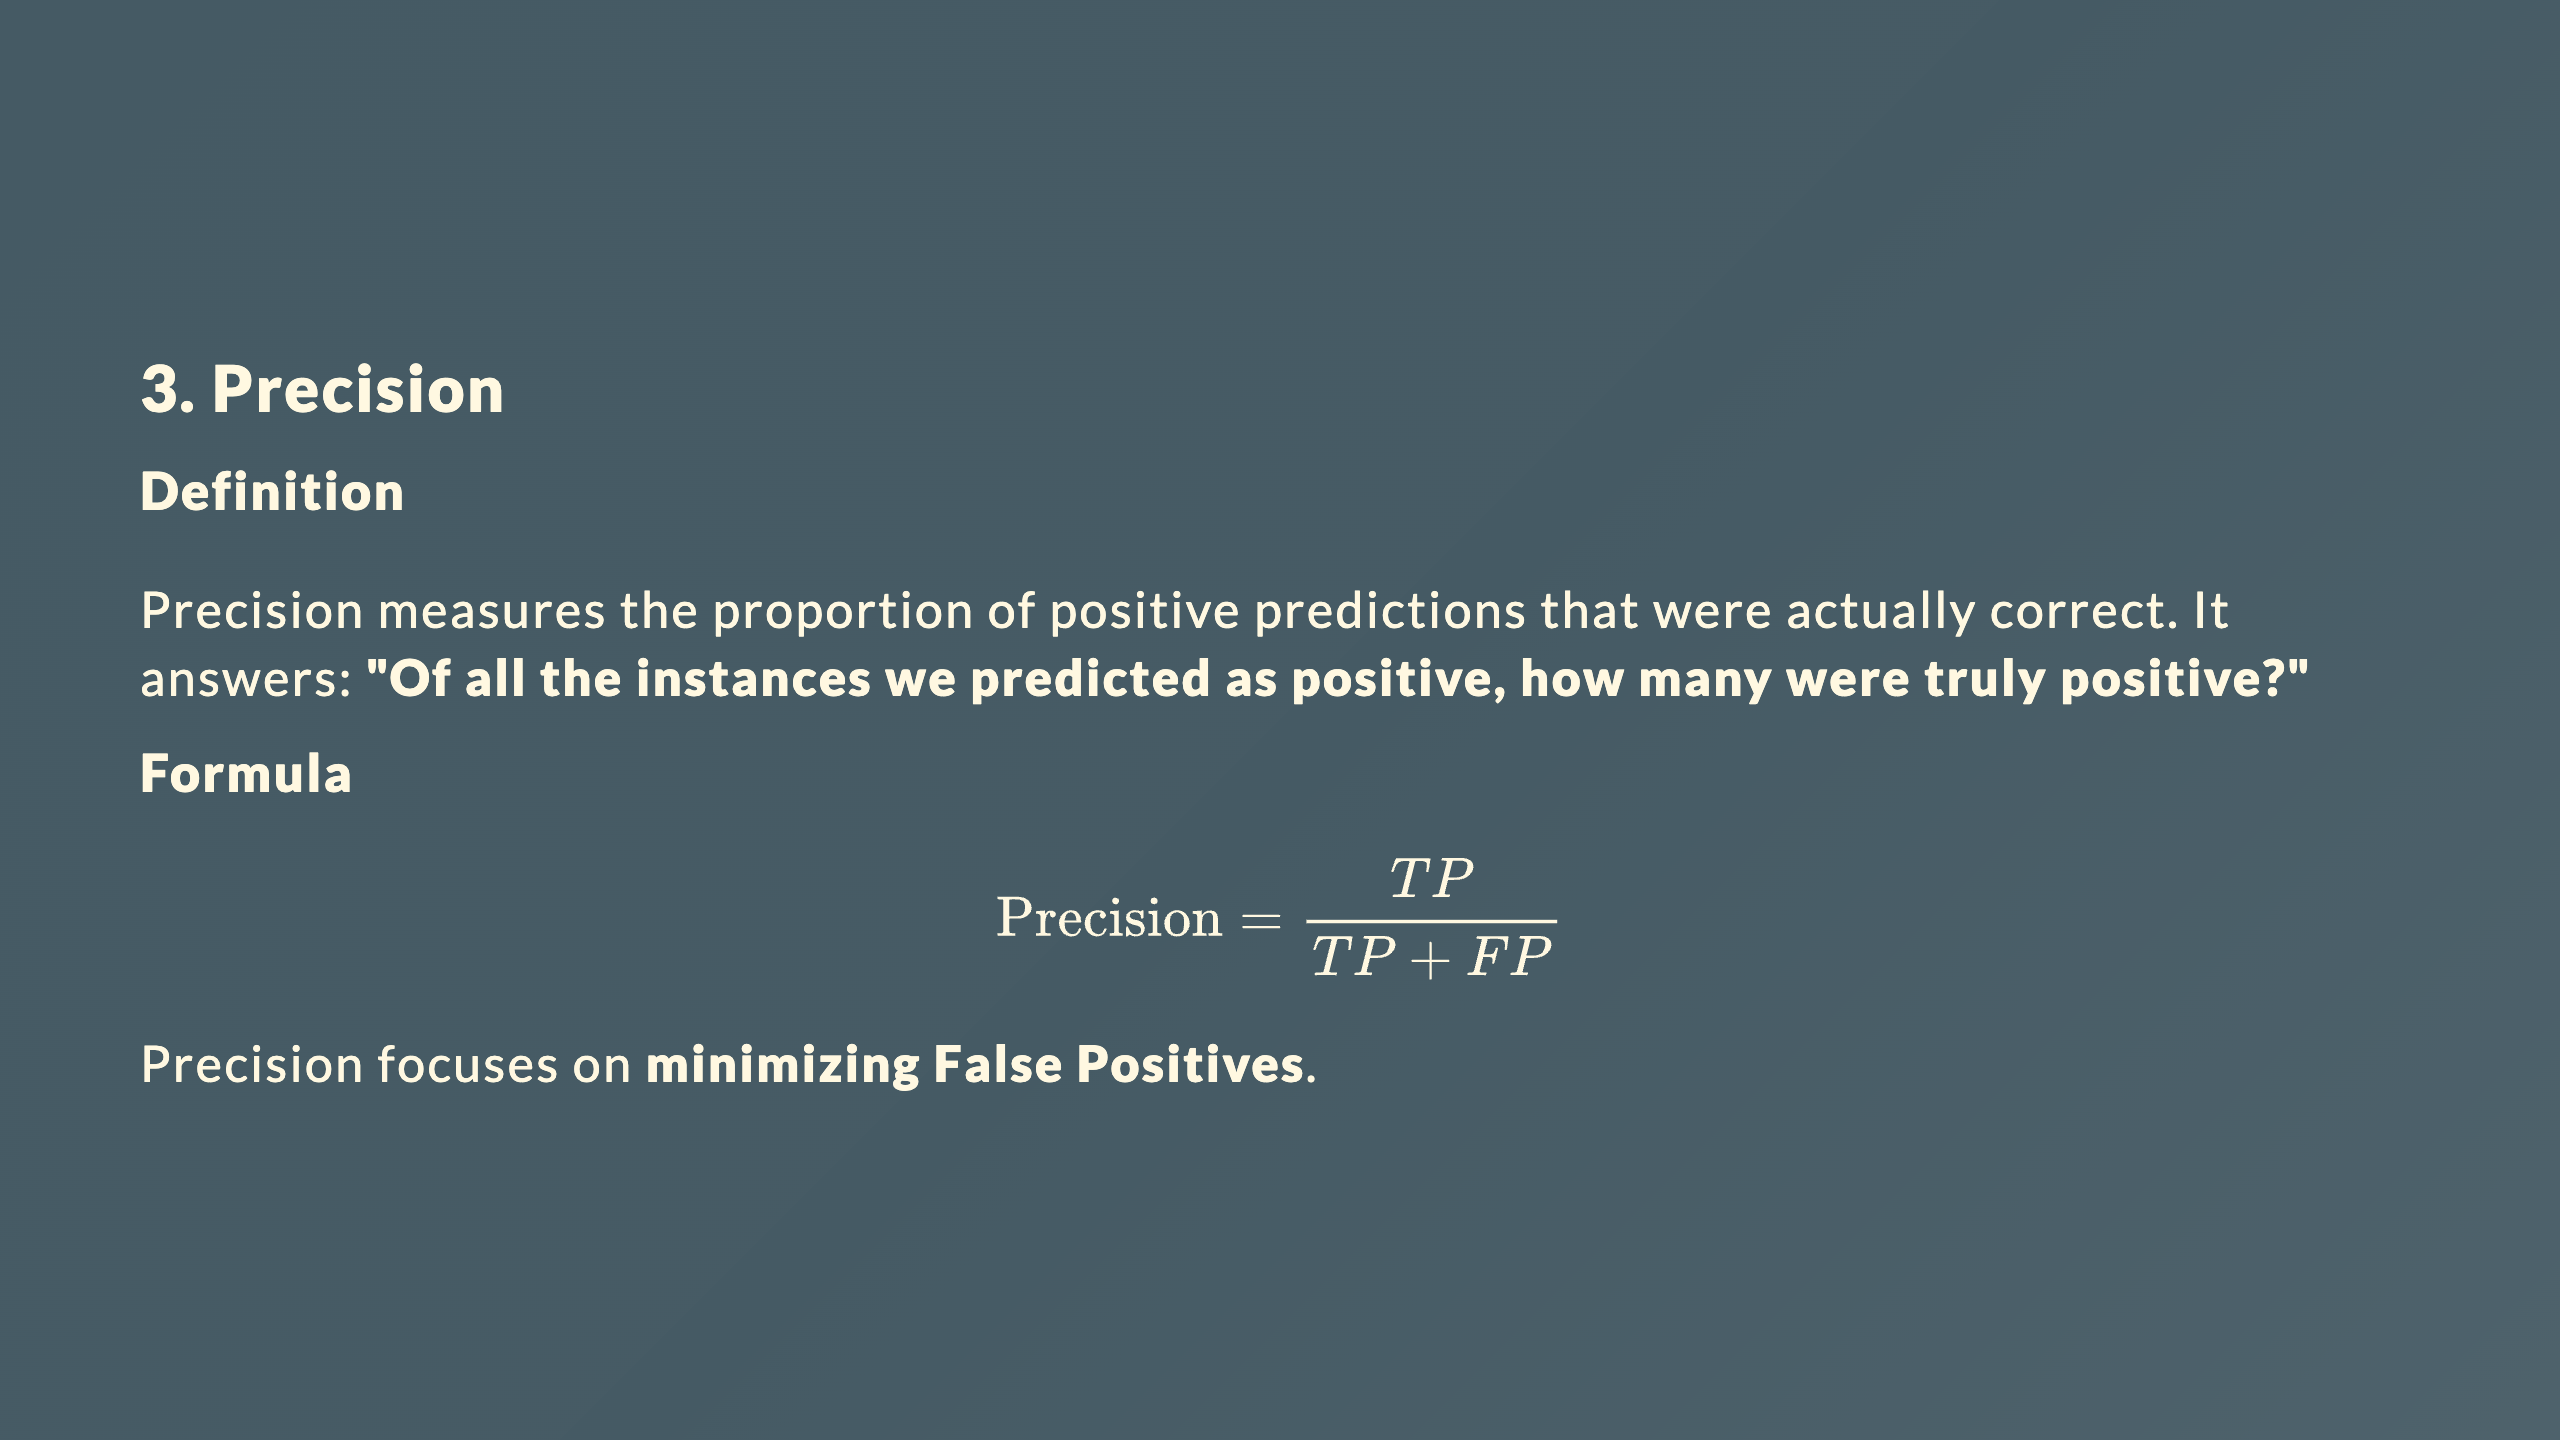 3. Precision
Definition
Precision measures the proportion of positive predictions that were actually correct. It
answers: "Of all the instances we predicted as positive, how many were truly positive?"
Formula
Precision = \frac{TP}{TP + FP}
Precision focuses on minimizing False Positives.